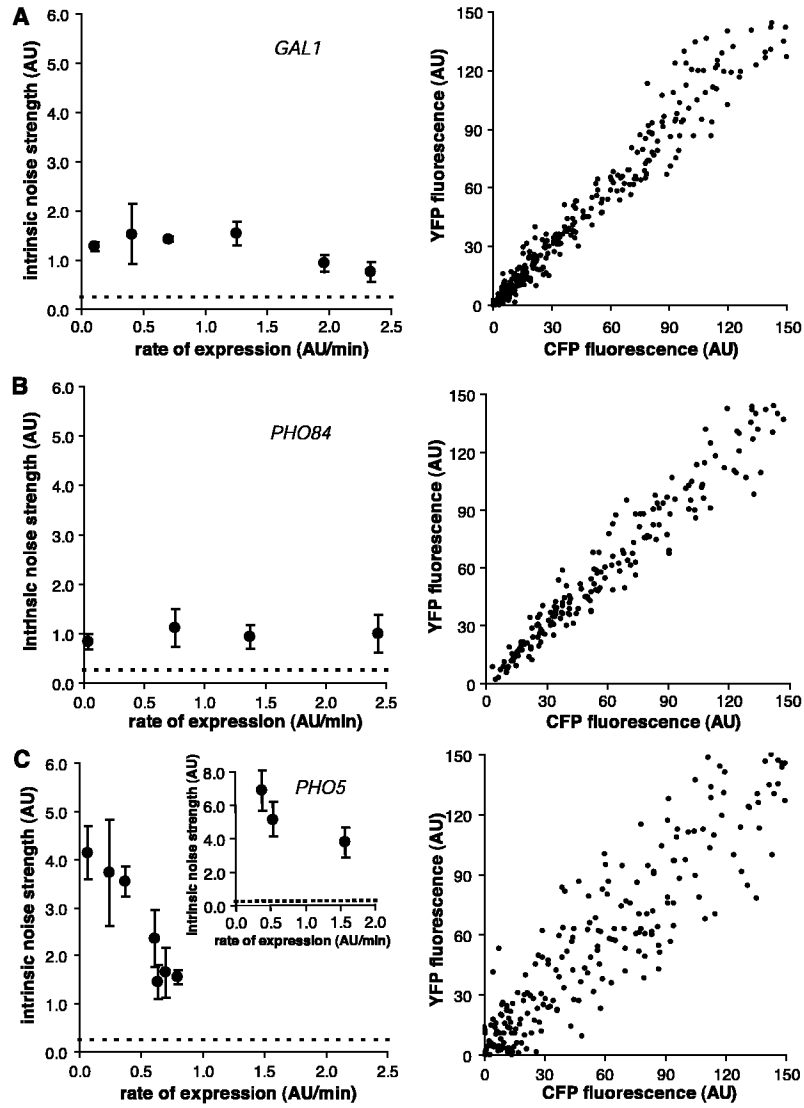 A
6.0
5.0
4.0
3.0
2.0
1.0
0.0
intrinsic noise strength (AU)
GAL1
0.0 0.5 1.0 1.5 2.0 2.5
rate of expression (AU/min)
150
120
90
60
30
0
YFP fluorescence (AU)
0 30 60 90 120 150
CFP fluorescence (AU)
B
6.0
5.0
4.0
3.0
2.0
1.0
0.0
Intrinsic noise strength (AU)
PHO84
0.0 0.5 1.0 1.5 2.0 2.5
rate of expression (AU/min)
150
120
90
60
30
0
YFP fluorescence (AU)
0 30 60 90 120 150
CFP fluorescence (AU)
C
6.0
5.0
4.0
3.0
2.0
1.0
0.0
intrinsic noise strength (AU)
8.0
6.0
4.0
2.0
0.0
Intrinsic noise strength (AU)
PHO5
0.0 0.5 1.0 1.5 2.0
rate of expression (AU/min)
0.0 0.5 1.0 1.5 2.0 2.5
rate of expression (AU/min)
150
120
90
60
30
0
YFP fluorescence (AU)
0 30 60 90 120 150
CFP fluorescence (AU)